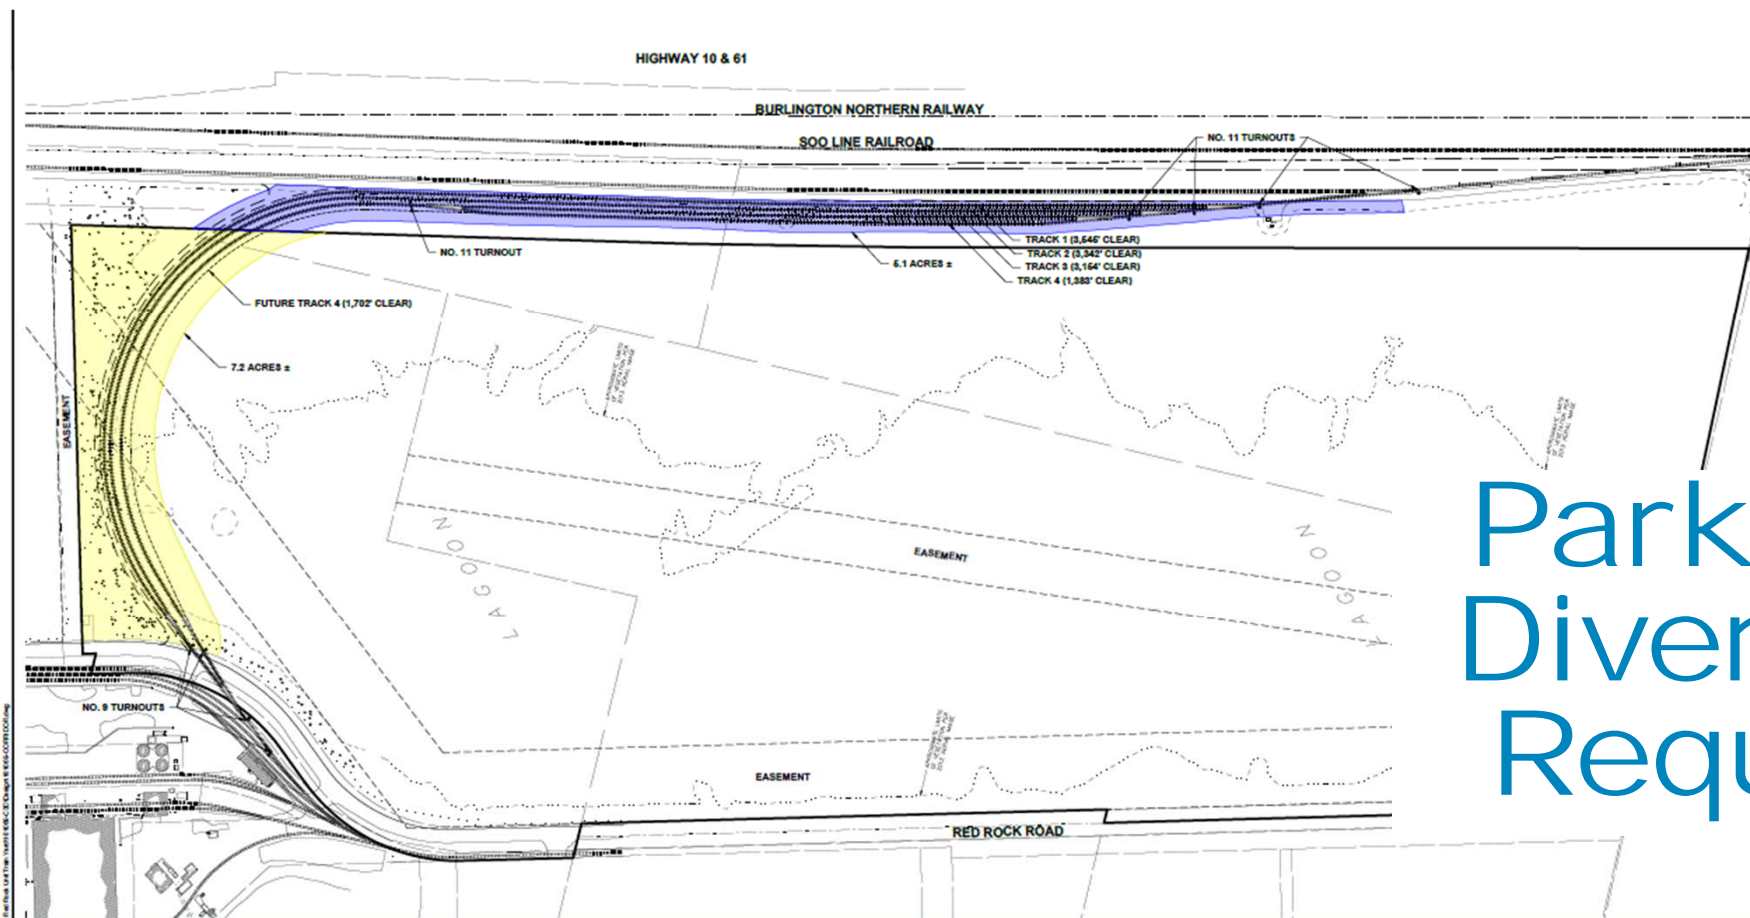 HIGHWAY 10 & 61
BURLINGTON NORTHERN RAILWAY
SOO LINE RAILROAD
NO. 11 TURNOUTS
NO. 11 TURNOUT
TRACK 1 (3,545' CLEAR)
TRACK 2 (3,342' CLEAR)
TRACK 3 (3,154' CLEAR)
TRACK 4 (1,383' CLEAR)
5.1 ACRES ±
FUTURE TRACK 4 (1,702' CLEAR)
7.2 ACRES ±
EASEMENT
Park
Diver
Requ
LAGOON
EASEMENT
LAGOON
NO. 9 TURNOUTS
EASEMENT
RED ROCK ROAD